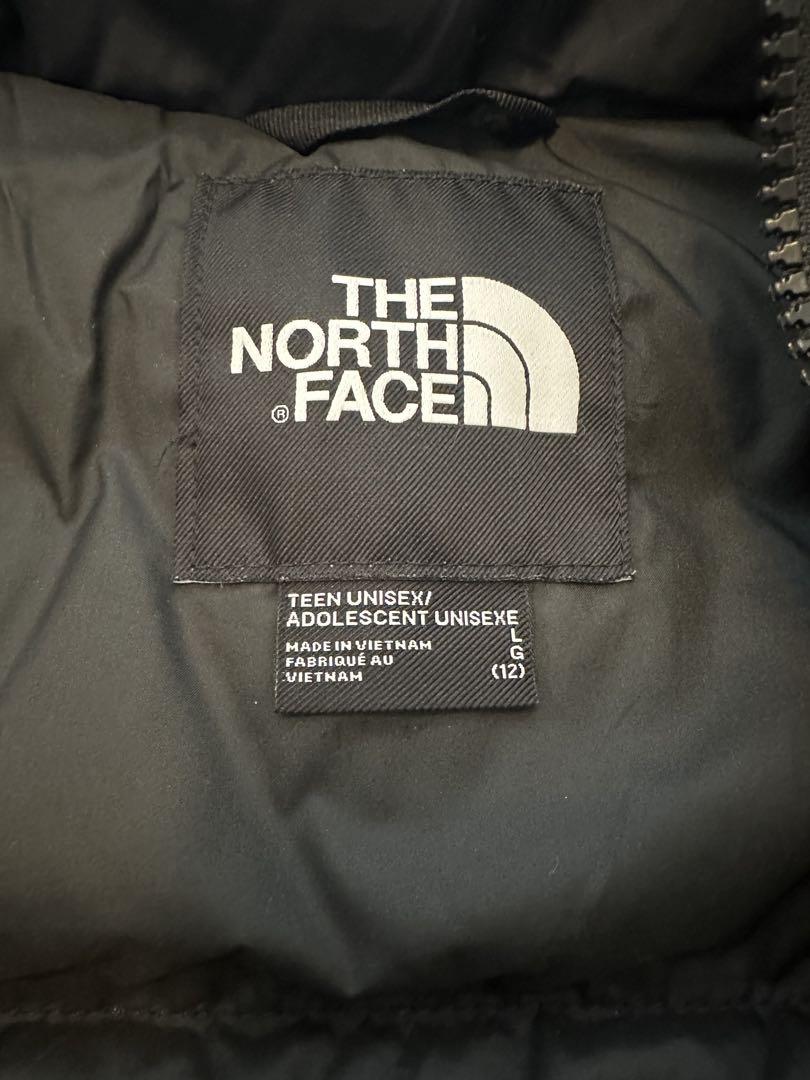 THE
NORTH
® FACE
TEEN UNISEX/
ADOLESCENT UNISEXE
L
MADE IN VIETNAM
G
FABRIQUÉ AU
(12)
VIETNAM